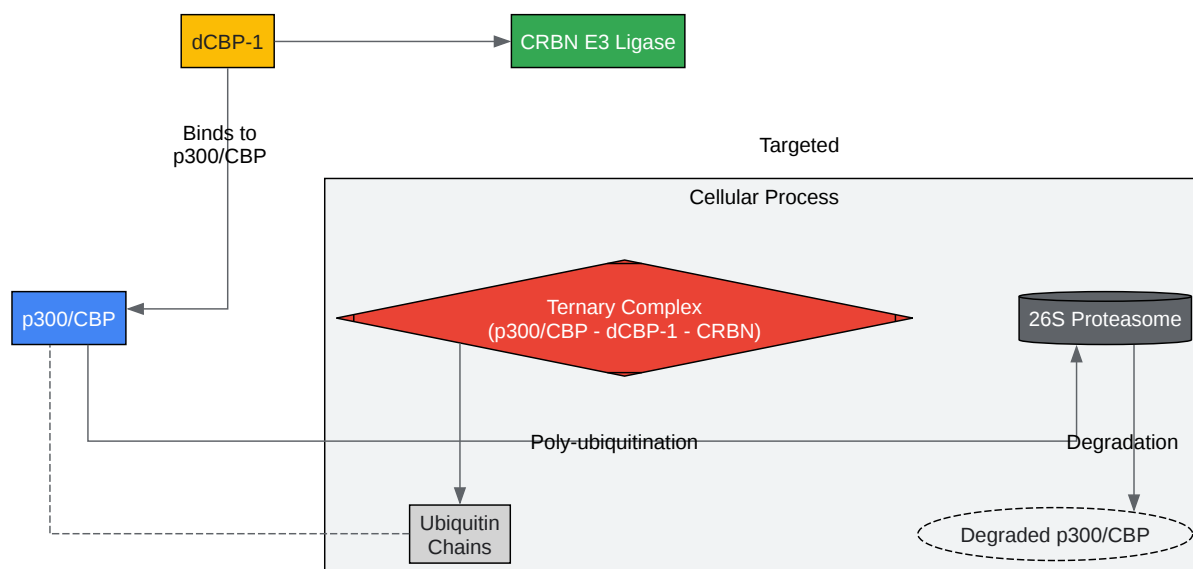 dCBP-1
CRBN E3 Ligase
Binds to
p300/CBP
Targeted
Cellular Process
p300/CBP
Ternary Complex
(p300/CBP - dCBP-1 - CRBN)
26S Proteasome
Poly-ubiquitination
Degradation
Ubiquitin
Chains
Degraded p300/CBP